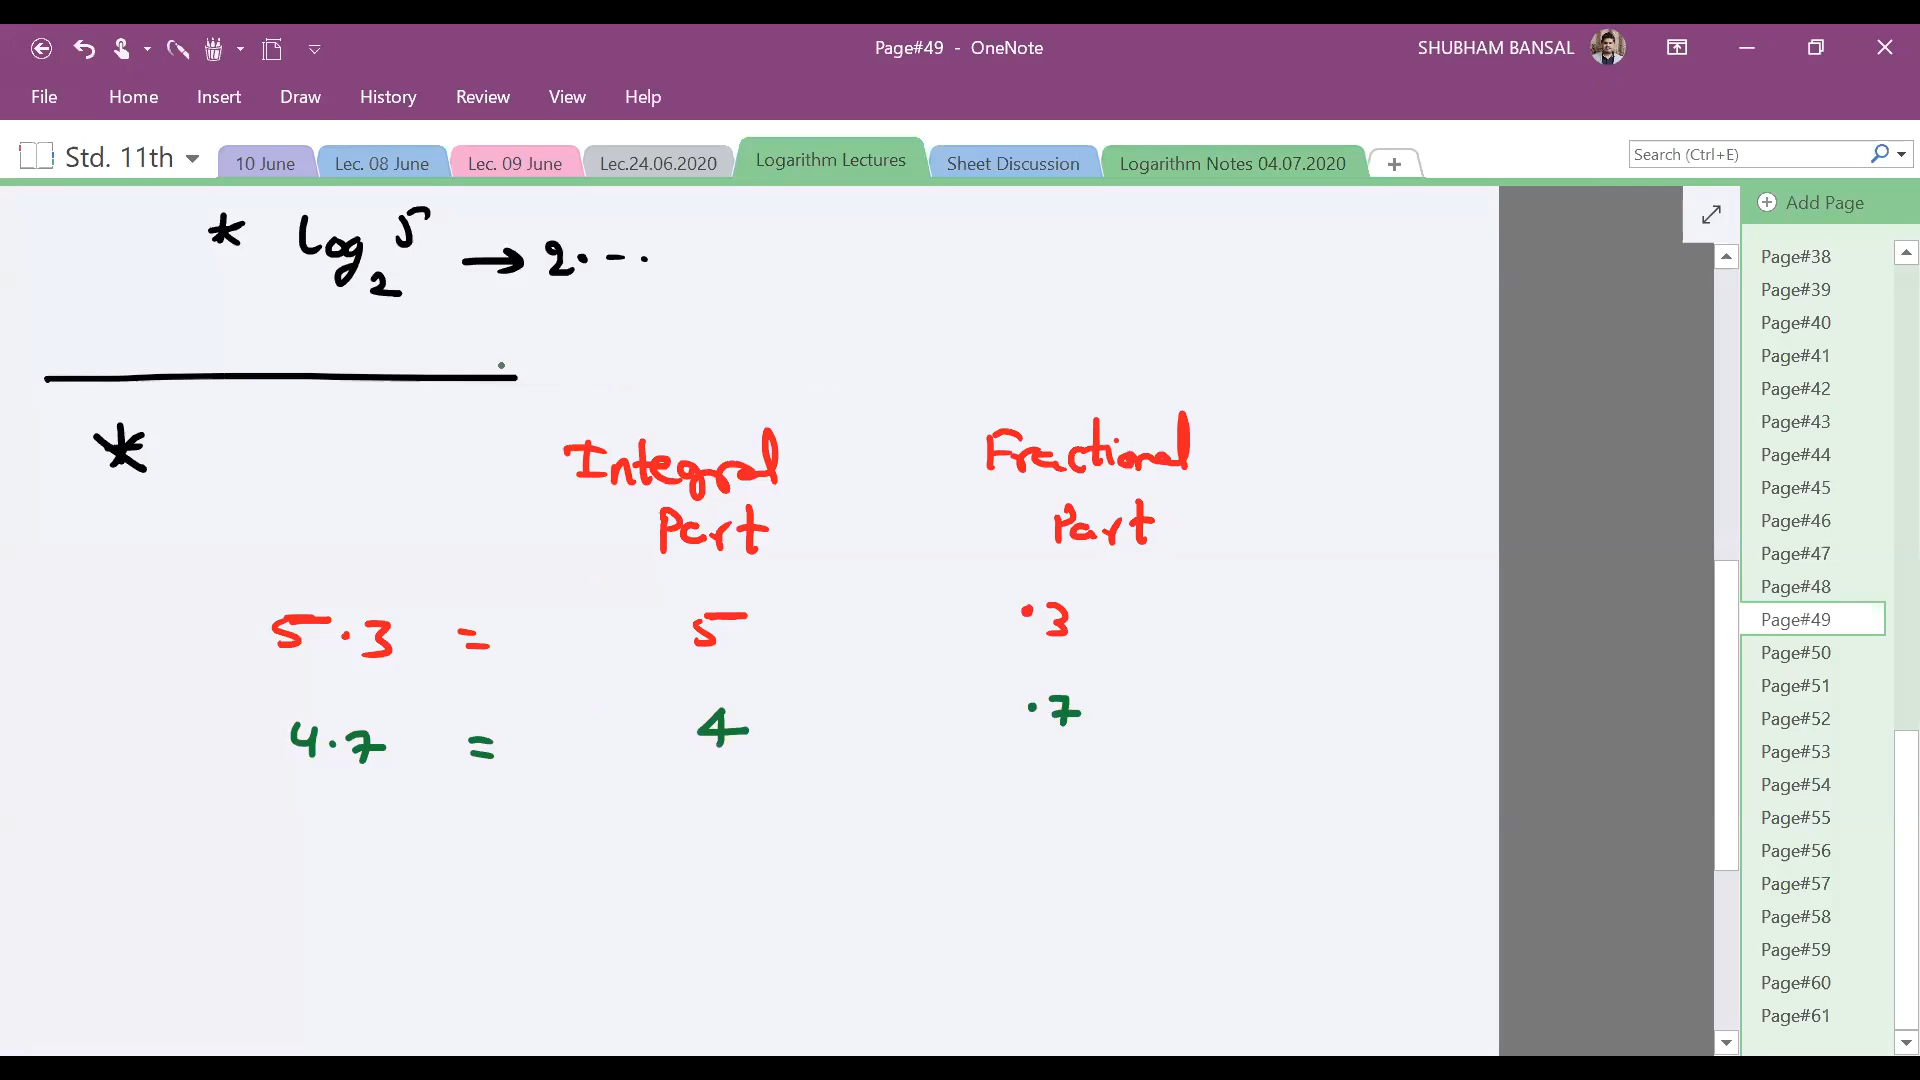 Page#49 - OneNote
SHUBHAM BANSAL
File Home Insert Draw History Review View Help
Std. 11th
10 June
Lec. 08 June
Lec. 09 June
Lec.24.06.2020
Logarithm Lectures
Sheet Discussion
Logarithm Notes 04.07.2020
+
Search (Ctrl+E)
Add Page
* log₂5 → 2.--.
*
Integral Part
Fractional Part
5.3 = 5 .3
4.7 = 4 .7
Page#38
Page#39
Page#40
Page#41
Page#42
Page#43
Page#44
Page#45
Page#46
Page#47
Page#48
Page#49
Page#50
Page#51
Page#52
Page#53
Page#54
Page#55
Page#56
Page#57
Page#58
Page#59
Page#60
Page#61